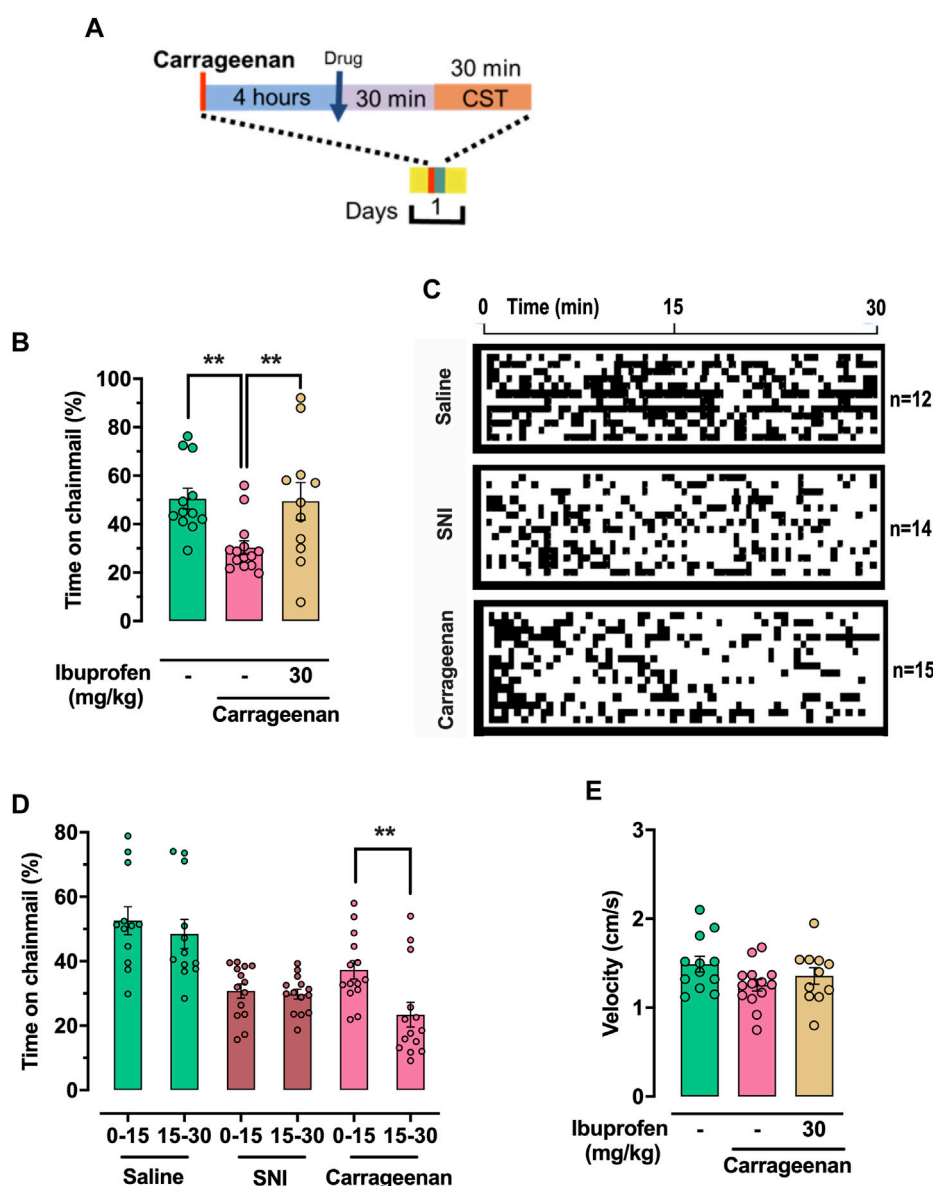 A
Carrageenan
Drug
30 min
4 hours
30 min
CST
Days
1
B
**
**
Time on chainmail (%)
100
80
60
40
20
0
Ibuprofen
(mg/kg)
-
-
30
Carrageenan
C
0
Time (min)
15
30
Saline
n=12
SNI
n=14
Carrageenan
n=15
D
**
Time on chainmail (%)
80
60
40
20
0
0-15
15-30
0-15
15-30
0-15
15-30
Saline
SNI
Carrageenan
E
Velocity (cm/s)
3
2
1
0
Ibuprofen
(mg/kg)
-
-
30
Carrageenan